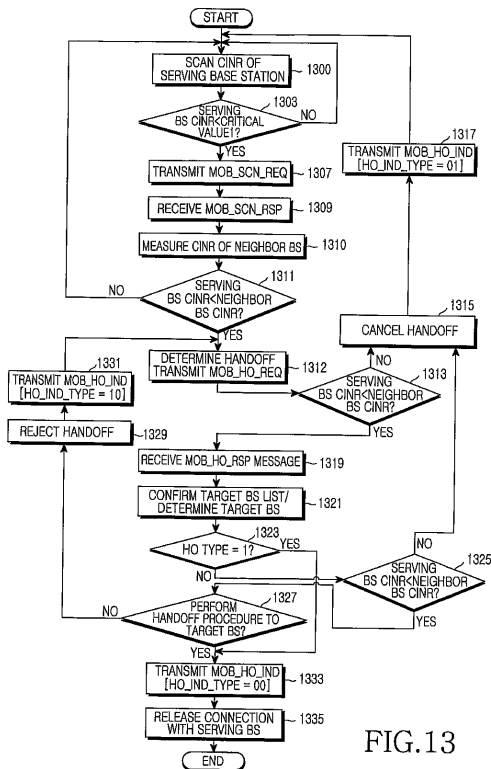 START
SCAN CINR OF
SERVING BASE STATION
1300
SERVING
BS CINR<CRITICAL
VALUE1?
1303
NO
YES
TRANSMIT MOB_SCN_REQ
1307
RECEIVE MOB_SCN_RSP
1309
MEASURE CINR OF NEIGHBOR BS
1310
SERVING
BS CINR<NEIGHBOR
BS CINR?
1311
NO
YES
DETERMINE HANDOFF
TRANSMIT MOB_HO_REQ
1312
SERVING
BS CINR<NEIGHBOR
BS CINR?
1313
NO
YES
CANCEL HANDOFF
1315
TRANSMIT MOB_HO_IND
[HO_IND_TYPE = 01]
1317
RECEIVE MOB_HO_RSP MESSAGE
1319
CONFIRM TARGET BS LIST/
DETERMINE TARGET BS
1321
HO TYPE = 1?
1323
YES
NO
SERVING
BS CINR<NEIGHBOR
BS CINR?
1325
NO
YES
PERFORM
HANDOFF PROCEDURE TO
TARGET BS?
1327
NO
YES
REJECT HANDOFF
1329
TRANSMIT MOB_HO_IND
[HO_IND_TYPE = 10]
1331
TRANSMIT MOB_HO_IND
[HO_IND_TYPE = 00]
1333
RELEASE CONNECTION
WITH SERVING BS
1335
END
FIG.13